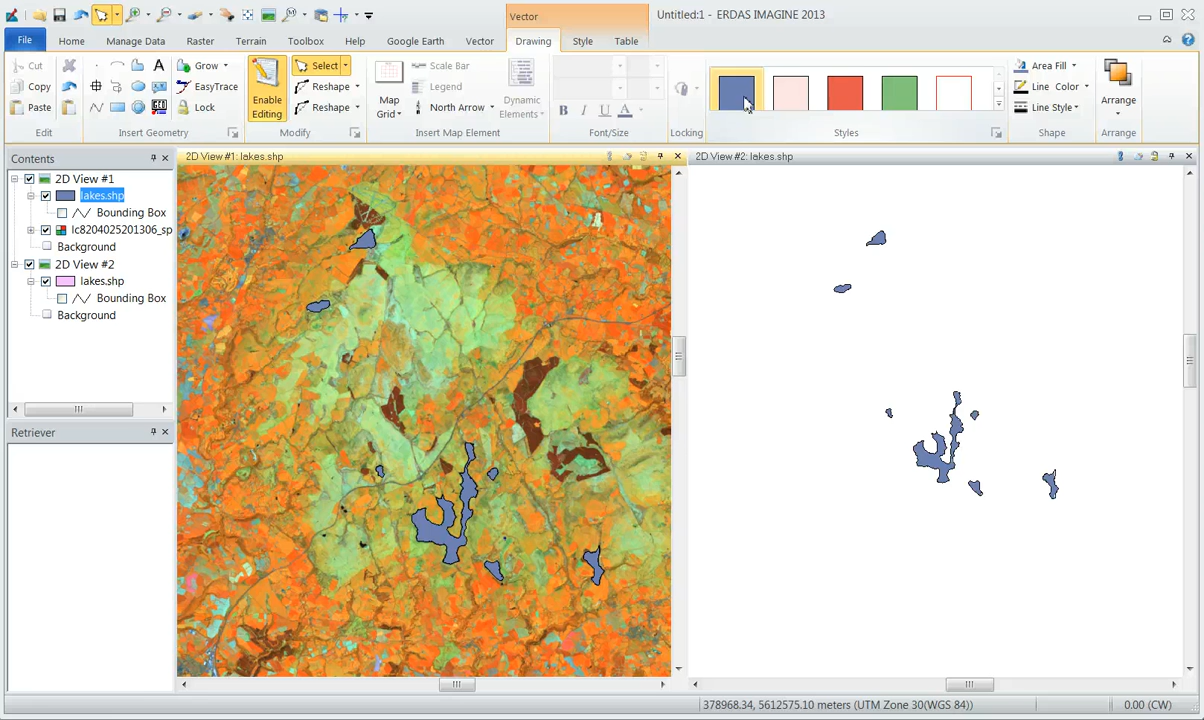 Vector
Untitled:1 - ERDAS IMAGINE 2013
File Home Manage Data Raster Terrain Toolbox Help Google Earth Vector Drawing Style Table
Cut
Copy
Paste
Edit
A
Grow
EasyTrace
Lock
Insert Geometry
Enable
Editing
Select
Reshape
Reshape
Modify
Map
Grid
Scale Bar
Legend
North Arrow
Insert Map Element
Dynamic
Elements
B I U A
Font/Size
Locking
Styles
Area Fill
Line Color
Line Style
Shape
Arrange
Arrange
Contents
2D View #1
lakes.shp
Bounding Box
lc8204025201306_sp
Background
2D View #2
lakes.shp
Bounding Box
Background
Retriever
2D View #1: lakes.shp
2D View #2: lakes.shp
378968.34, 5612575.10 meters (UTM Zone 30(WGS 84))
0.00 (CW)